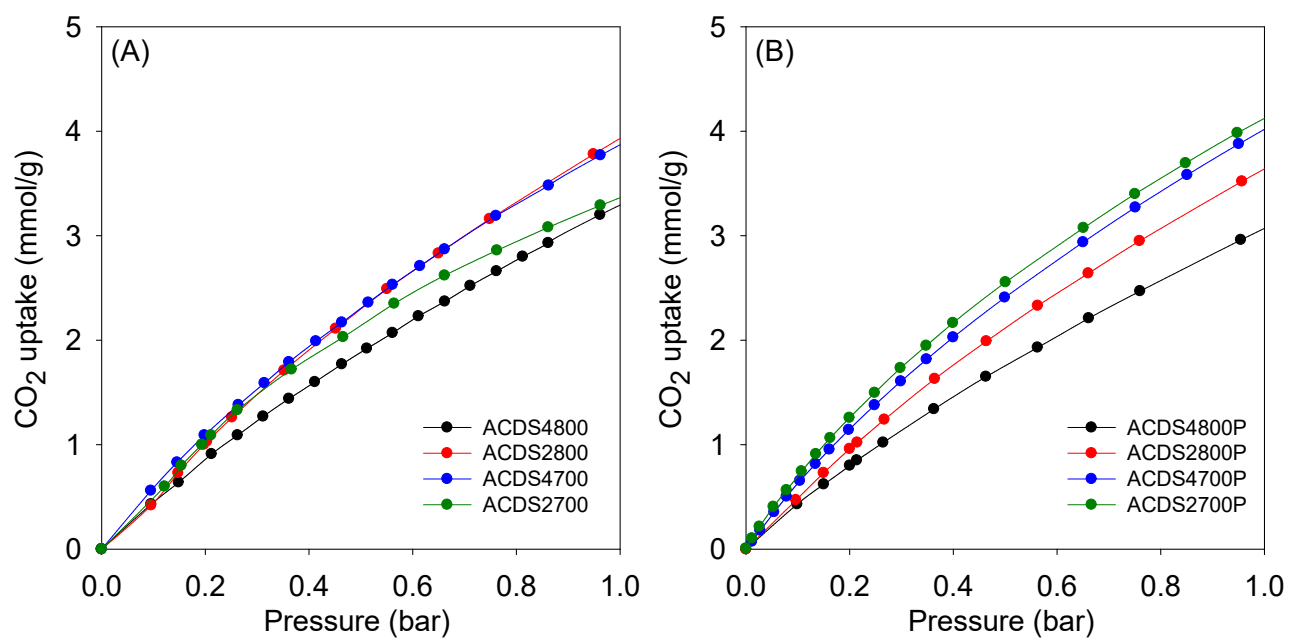 (A)
CO2 uptake (mmol/g)
5
4
3
2
1
0
0.0 0.2 0.4 0.6 0.8 1.0
Pressure (bar)
ACDS4800
ACDS2800
ACDS4700
ACDS2700
(B)
CO2 uptake (mmol/g)
5
4
3
2
1
0
0.0 0.2 0.4 0.6 0.8 1.0
Pressure (bar)
ACDS4800P
ACDS2800P
ACDS4700P
ACDS2700P